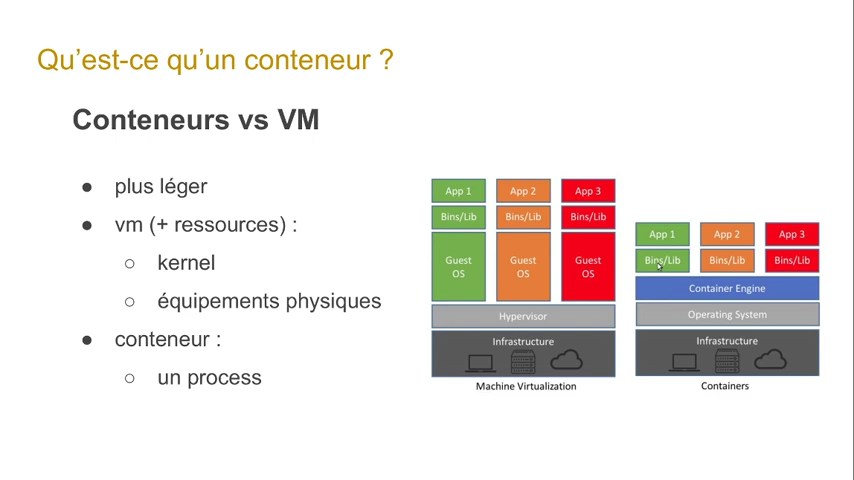 Qu'est-ce qu'un conteneur ?
Conteneurs vs VM
● plus léger
● vm (+ ressources) :
○ kernel
○ équipements physiques
● conteneur :
○ un process
App 1 App 2 App 3
Bins/Lib Bins/Lib Bins/Lib
Guest OS Guest OS Guest OS
Hypervisor
Infrastructure
Machine Virtualization
App 1 App 2 App 3
Bins/Lib Bins/Lib Bins/Lib
Container Engine
Operating System
Infrastructure
Containers